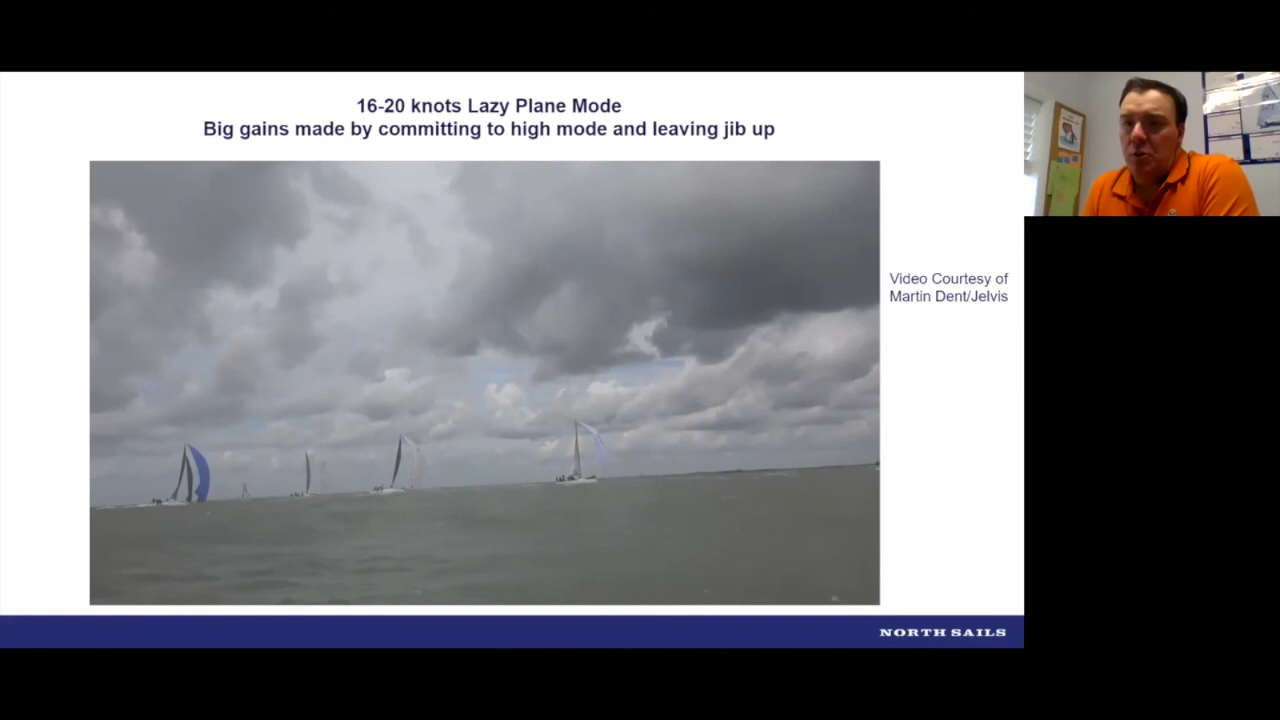 16-20 knots Lazy Plane Mode
Big gains made by committing to high mode and leaving jib up
Video Courtesy of
Martin Dent/Jelvis
NORTH SAILS